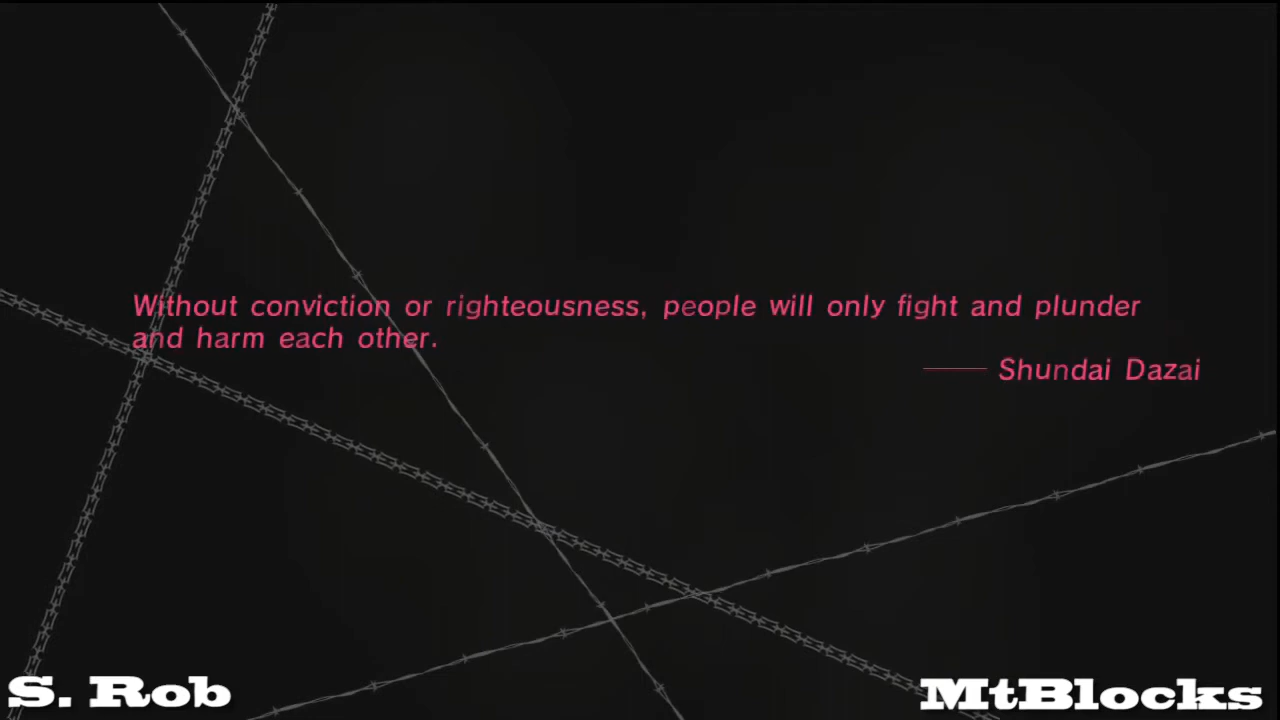 Without conviction or righteousness, people will only fight and plunder
and harm each other.
—— Shundai Dazai
S. Rob
MtBlocks